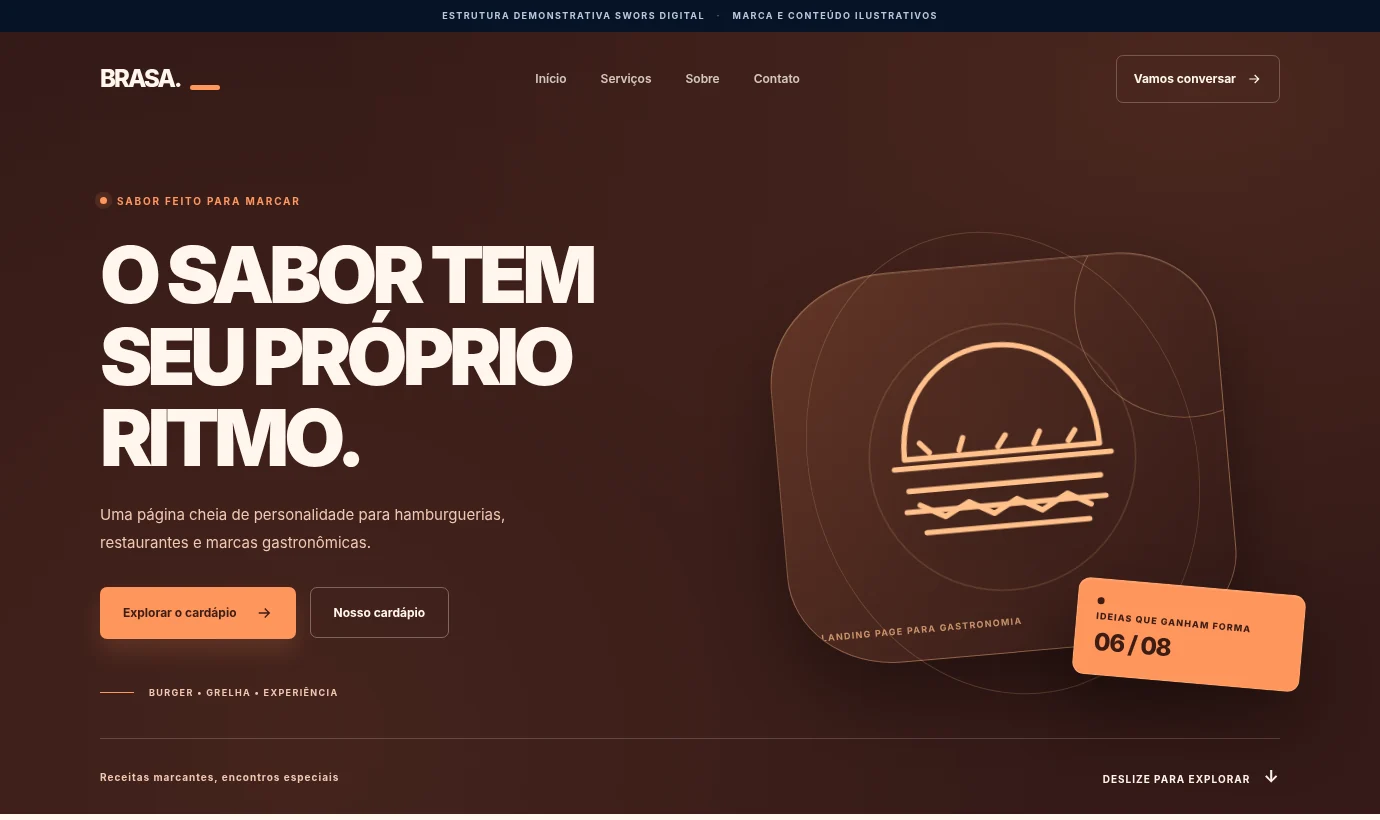 ESTRUTURA DEMONSTRATIVA SWORS DIGITAL · MARCA E CONTEÚDO ILUSTRATIVOS
BRASA.
Início Serviços Sobre Contato
Vamos conversar →
SABOR FEITO PARA MARCAR
O SABOR TEM
SEU PRÓPRIO
RITMO.
Uma página cheia de personalidade para hamburguerias,
restaurantes e marcas gastronômicas.
Explorar o cardápio →
Nosso cardápio
BURGER • GRELHA • EXPERIÊNCIA
LANDING PAGE PARA GASTRONOMIA
IDEIAS QUE GANHAM FORMA
06/08
Receitas marcantes, encontros especiais
DESLIZE PARA EXPLORAR ↓